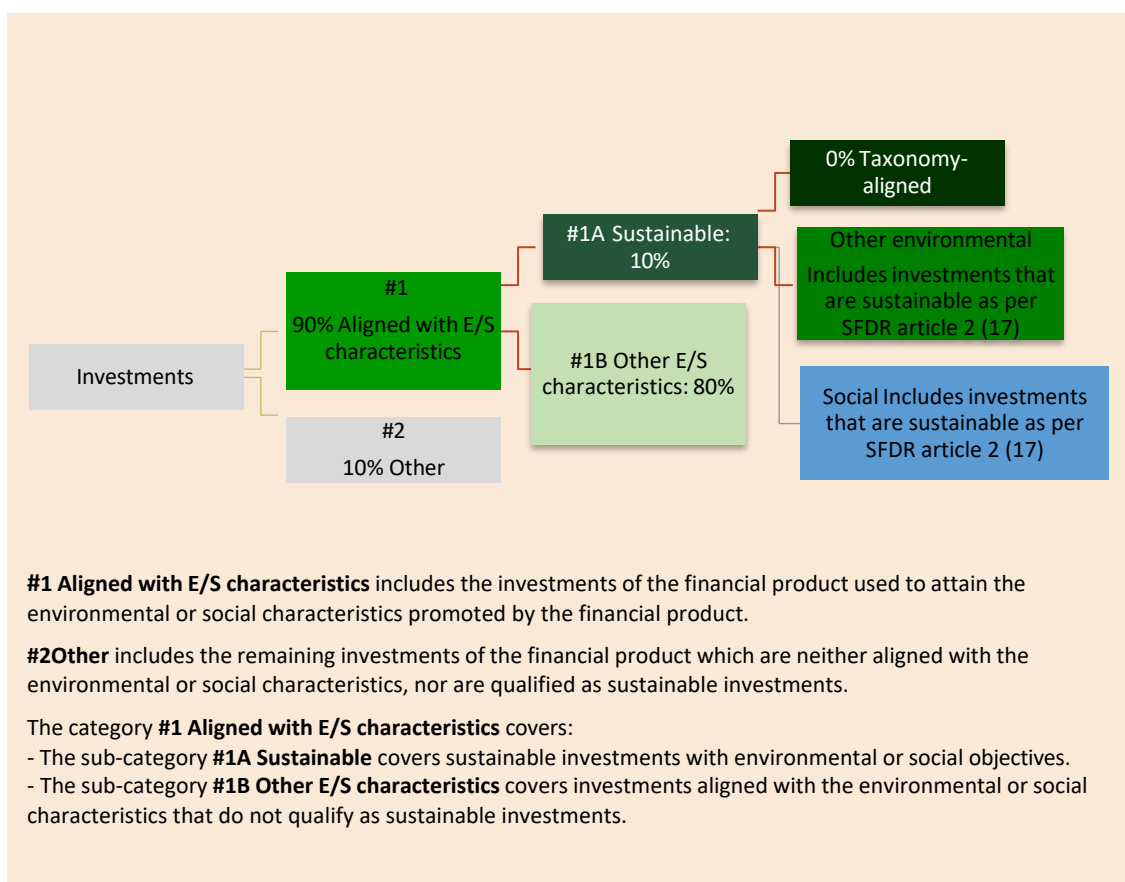 0% Taxonomy-
aligned
#1A Sustainable:
10%
Other environmental
Includes investments that
are sustainable as per
SFDR article 2 (17)
#1
90% Aligned with E/S
characteristics
#1B Other E/S
characteristics: 80%
Investments
Social Includes investments
that are sustainable as per
SFDR article 2 (17)
#2
10% Other
#1 Aligned with E/S characteristics includes the investments of the financial product used to attain the
environmental or social characteristics promoted by the financial product.
#2Other includes the remaining investments of the financial product which are neither aligned with the
environmental or social characteristics, nor are qualified as sustainable investments.
The category #1 Aligned with E/S characteristics covers:
- The sub-category #1A Sustainable covers sustainable investments with environmental or social objectives.
- The sub-category #1B Other E/S characteristics covers investments aligned with the environmental or social
characteristics that do not qualify as sustainable investments.